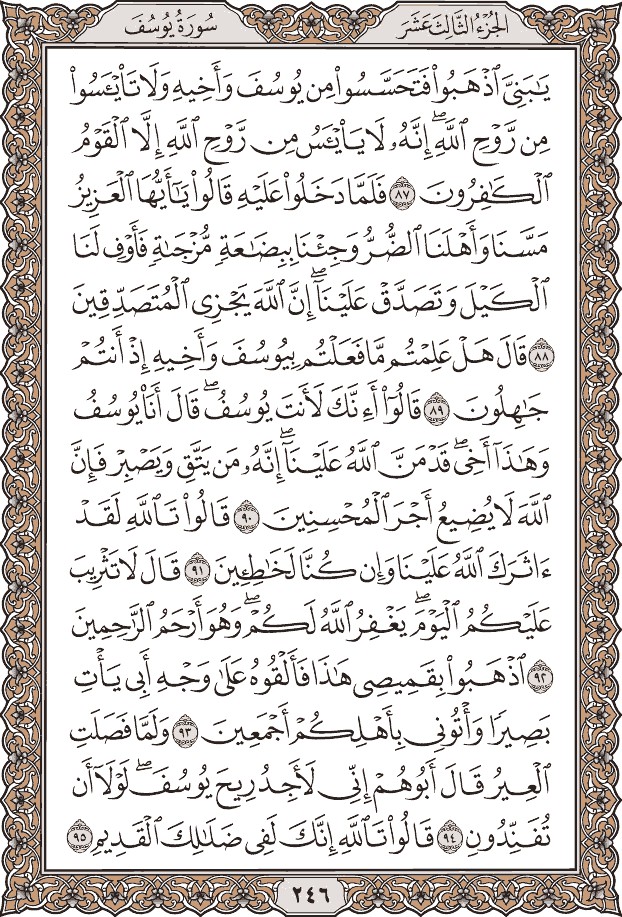 الجُزْءُ الثَّالِثَ عَشَرَ
سُورَةُ يُوسُفَ
يَٰبَنِيَّ ٱذْهَبُوا۟ فَتَحَسَّسُوا۟ مِن يُوسُفَ وَأَخِيهِ وَلَا تَا۟يْـَٔسُوا۟
مِن رَّوْحِ ٱللَّهِ ۖ إِنَّهُۥ لَا يَا۟يْـَٔسُ مِن رَّوْحِ ٱللَّهِ إِلَّا ٱلْقَوْمُ
ٱلْكَٰفِرُونَ ٨٧ فَلَمَّا دَخَلُوا۟ عَلَيْهِ قَالُوا۟ يَٰٓأَيُّهَا ٱلْعَزِيزُ
مَسَّنَا وَأَهْلَنَا ٱلضُّرُّ وَجِئْنَا بِبِضَٰعَةٍ مُّزْجَىٰةٍ فَأَوْفِ لَنَا
ٱلْكَيْلَ وَتَصَدَّقْ عَلَيْنَآ ۖ إِنَّ ٱللَّهَ يَجْزِى ٱلْمُتَصَدِّقِينَ
٨٨ قَالَ هَلْ عَلِمْتُم مَّا فَعَلْتُم بِيُوسُفَ وَأَخِيهِ إِذْ أَنتُمْ
جَٰهِلُونَ ٨٩ قَالُوٓا۟ أَءِنَّكَ لَأَنتَ يُوسُفُ ۖ قَالَ أَنَا۠ يُوسُفُ
وَهَٰذَآ أَخِى ۖ قَدْ مَنَّ ٱللَّهُ عَلَيْنَآ ۖ إِنَّهُۥ مَن يَتَّقِ وَيَصْبِرْ فَإِنَّ
ٱللَّهَ لَا يُضِيعُ أَجْرَ ٱلْمُحْسِنِينَ ٩٠ قَالُوا۟ تَٱللَّهِ لَقَدْ
ءَاثَرَكَ ٱللَّهُ عَلَيْنَا وَإِن كُنَّا لَخَٰطِـِٔينَ ٩١ قَالَ لَا تَثْرِيبَ
عَلَيْكُمُ ٱلْيَوْمَ ۖ يَغْفِرُ ٱللَّهُ لَكُمْ ۖ وَهُوَ أَرْحَمُ ٱلرَّٰحِمِينَ
٩٢ ٱذْهَبُوا۟ بِقَمِيصِى هَٰذَا فَأَلْقُوهُ عَلَىٰ وَجْهِ أَبِى يَأْتِ
بَصِيرًا وَأْتُونِى بِأَهْلِكُمْ أَجْمَعِينَ ٩٣ وَلَمَّا فَصَلَتِ
ٱلْعِيرُ قَالَ أَبُوهُمْ إِنِّى لَأَجِدُ رِيحَ يُوسُفَ ۖ لَوْلَآ أَن
تُفَنِّدُونِ ٩٤ قَالُوا۟ تَٱللَّهِ إِنَّكَ لَفِى ضَلَٰلِكَ ٱلْقَدِيمِ ٩٥
٢٤٦